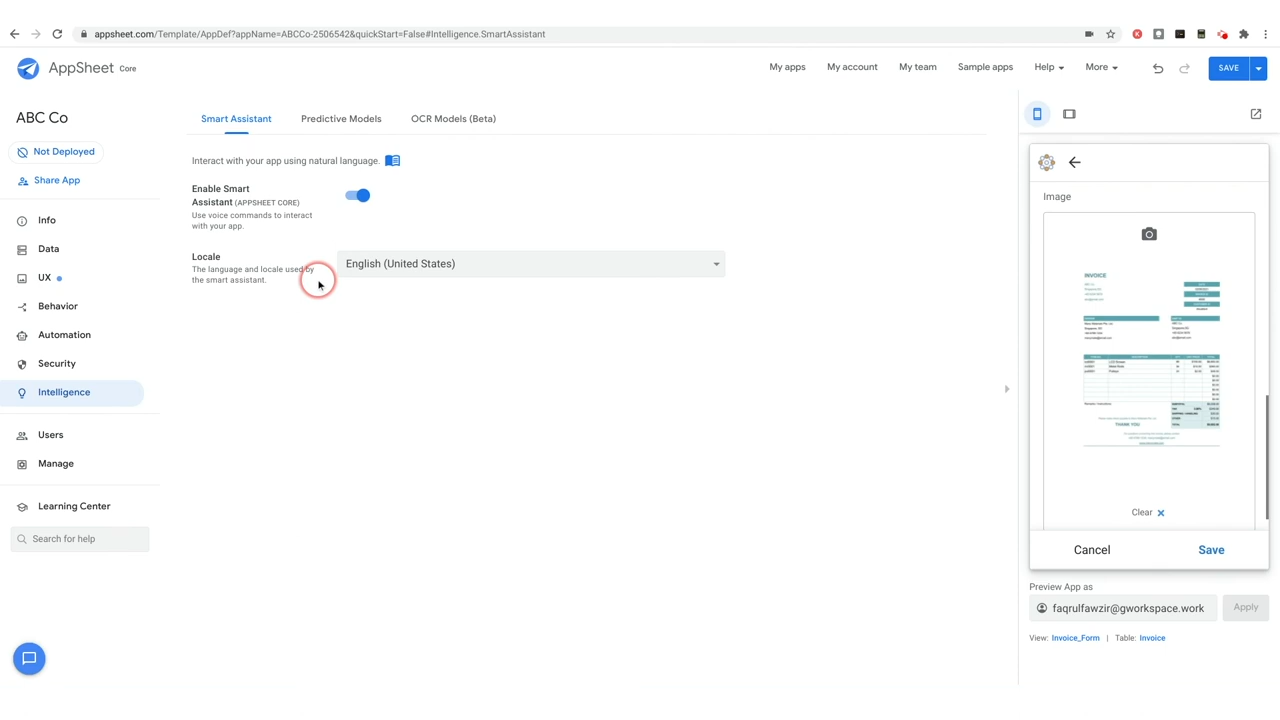 appsheet.com/Template/AppDef?appName=ABCCo-2506542&quickStart=False#Intelligence.SmartAssistant
AppSheet Core
My apps
My account
My team
Sample apps
Help
More
SAVE
ABC Co
Not Deployed
Share App
Info
Data
UX
Behavior
Automation
Security
Intelligence
Users
Manage
Learning Center
Search for help
Smart Assistant
Predictive Models
OCR Models (Beta)
Interact with your app using natural language.
Enable Smart
Assistant (APPSHEET CORE)
Use voice commands to interact
with your app.
Locale
The language and locale used by
the smart assistant.
English (United States)
Image
INVOICE
THANK YOU
Clear
Cancel
Save
Preview App as
faqrulfawzir@gworkspace.work
Apply
View: Invoice_Form | Table: Invoice